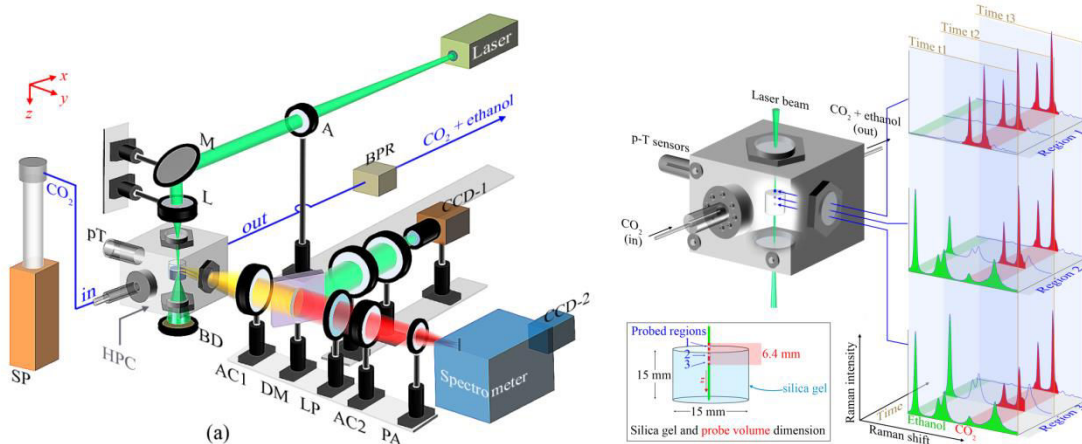 Laser
x
y
z
M
A
CO₂ + ethanol
BPR
CO₂
L
out
CCD-1
pT
in
CCD-2
HPC
BD
SP
AC1
DM
LP
AC2
PA
Spectrometer
(a)
Laser beam
CO₂ + ethanol
(out)
p-T sensors
CO₂
(in)
Time t3
Time t2
Time t1
Region 1
Region 2
Probed regions
1
2
3
6.4 mm
15 mm
z
silica gel
15 mm
Silica gel and probe volume dimension
Raman intensity
Time
Ethanol
CO₂
Raman shift